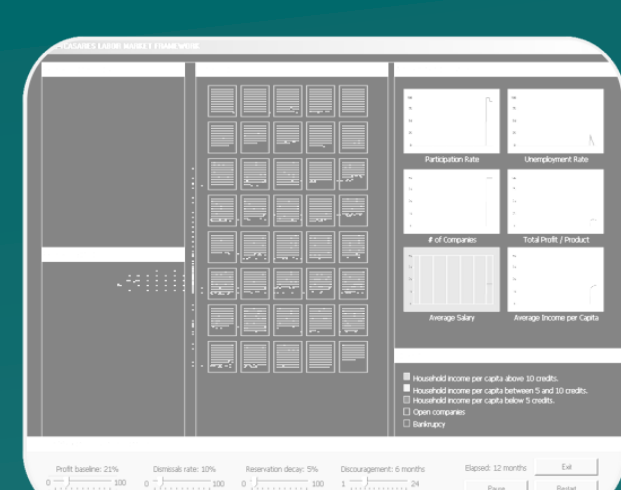 LABOR MARKET FRAMEWORK
Participation Rate
Unemployment Rate
# of Companies
Total Profit / Product
Average Salary
Average Income per Capita
Household income per capita above 10 credits.
Household income per capita between 5 and 10 credits.
Household income per capita below 5 credits.
Open companies
Bankrupcy
Profit baseline: 21% Dismisals rate: 10% Reservation decay: 5% Discouragement: 6 months Elapsed: 12 months Exit
0 100 0 100 0 100 1 24 Pause Restart